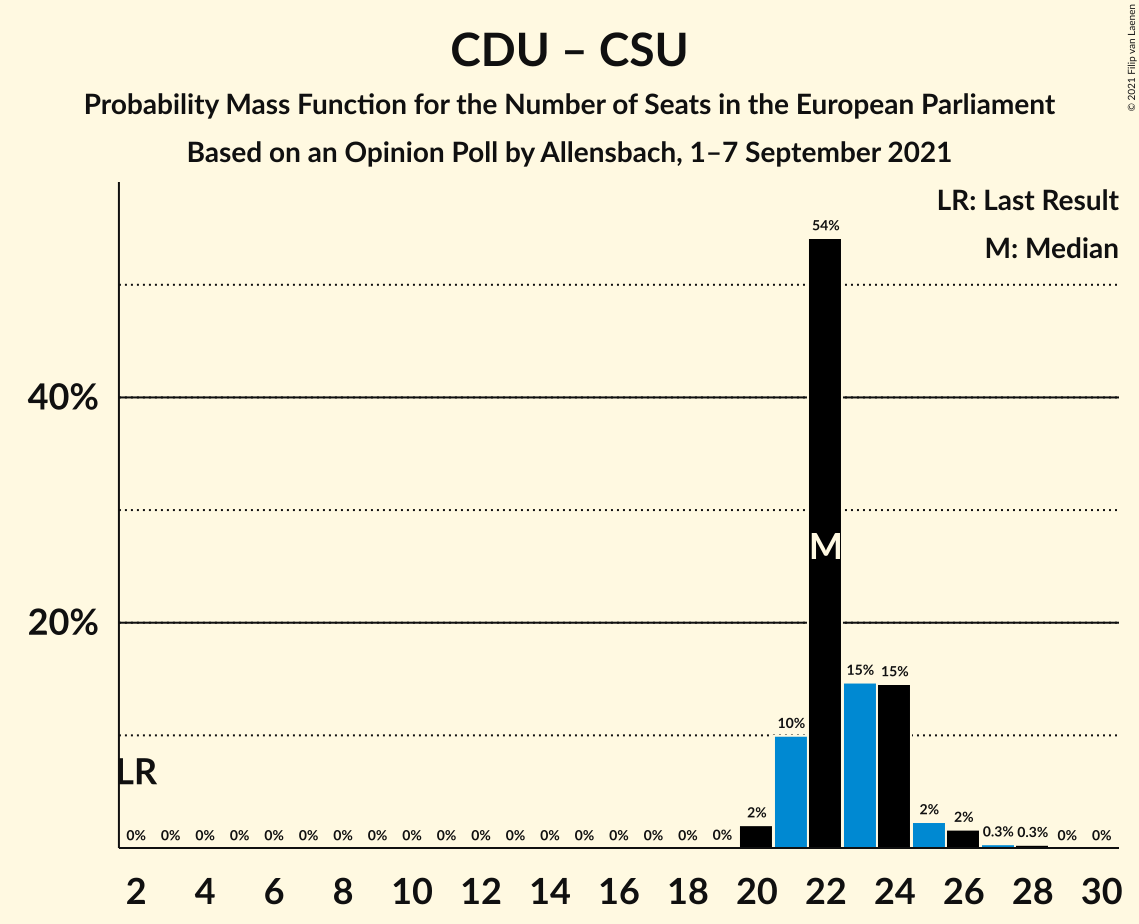 CDU – CSU
Probability Mass Function for the Number of Seats in the European Parliament
Based on an Opinion Poll by Allensbach, 1–7 September 2021
© 2021 Filip van Laenen
LR: Last Result
M: Median
54%
40%
M
20%
15% 15%
10%
LR
0% 0% 0% 0% 0% 0% 0% 0% 0% 0% 0% 0% 0% 0% 0% 0% 0% 0% 2% 2% 2% 0.3% 0.3% 0% 0%
2 4 6 8 10 12 14 16 18 20 22 24 26 28 30